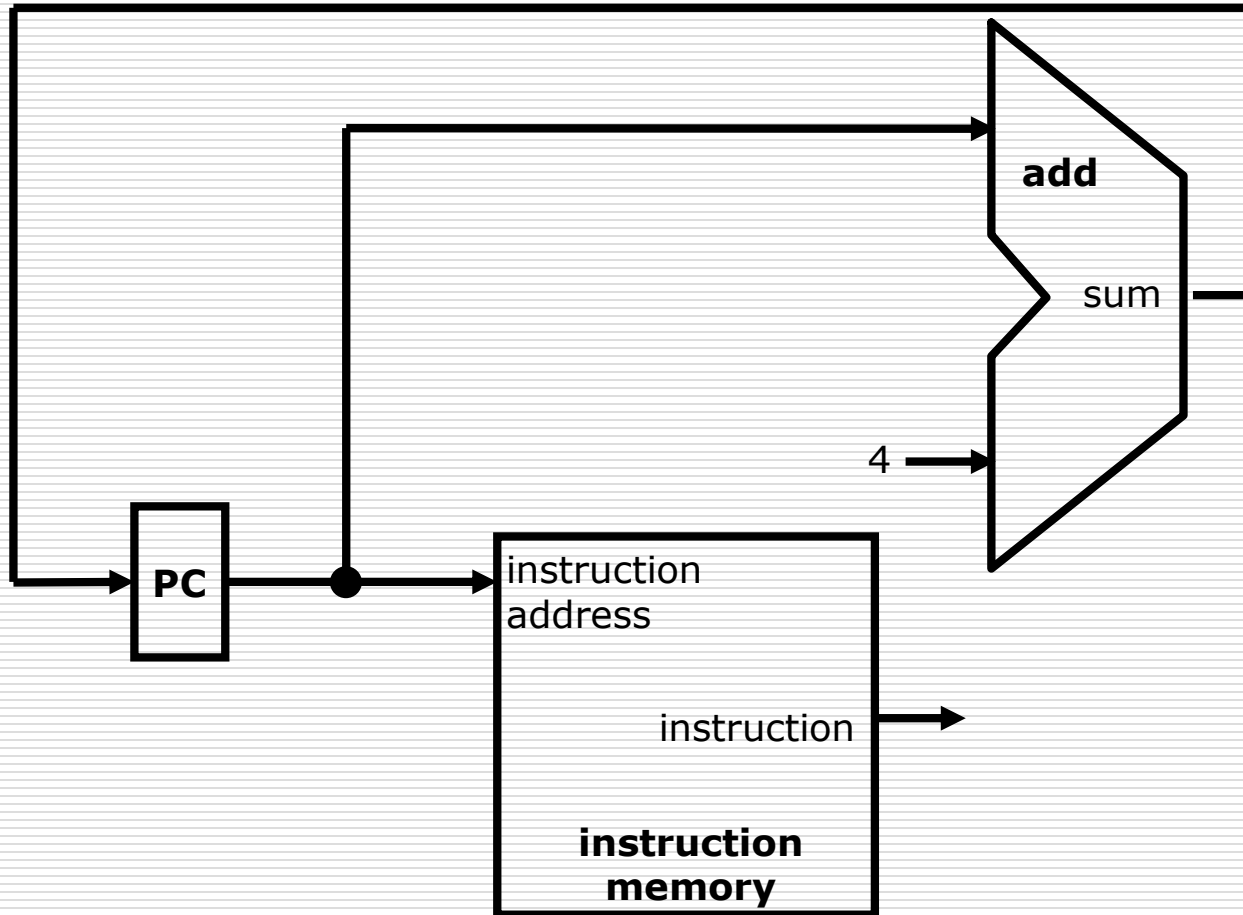 add
sum
4
PC
instruction
address
instruction
instruction
memory